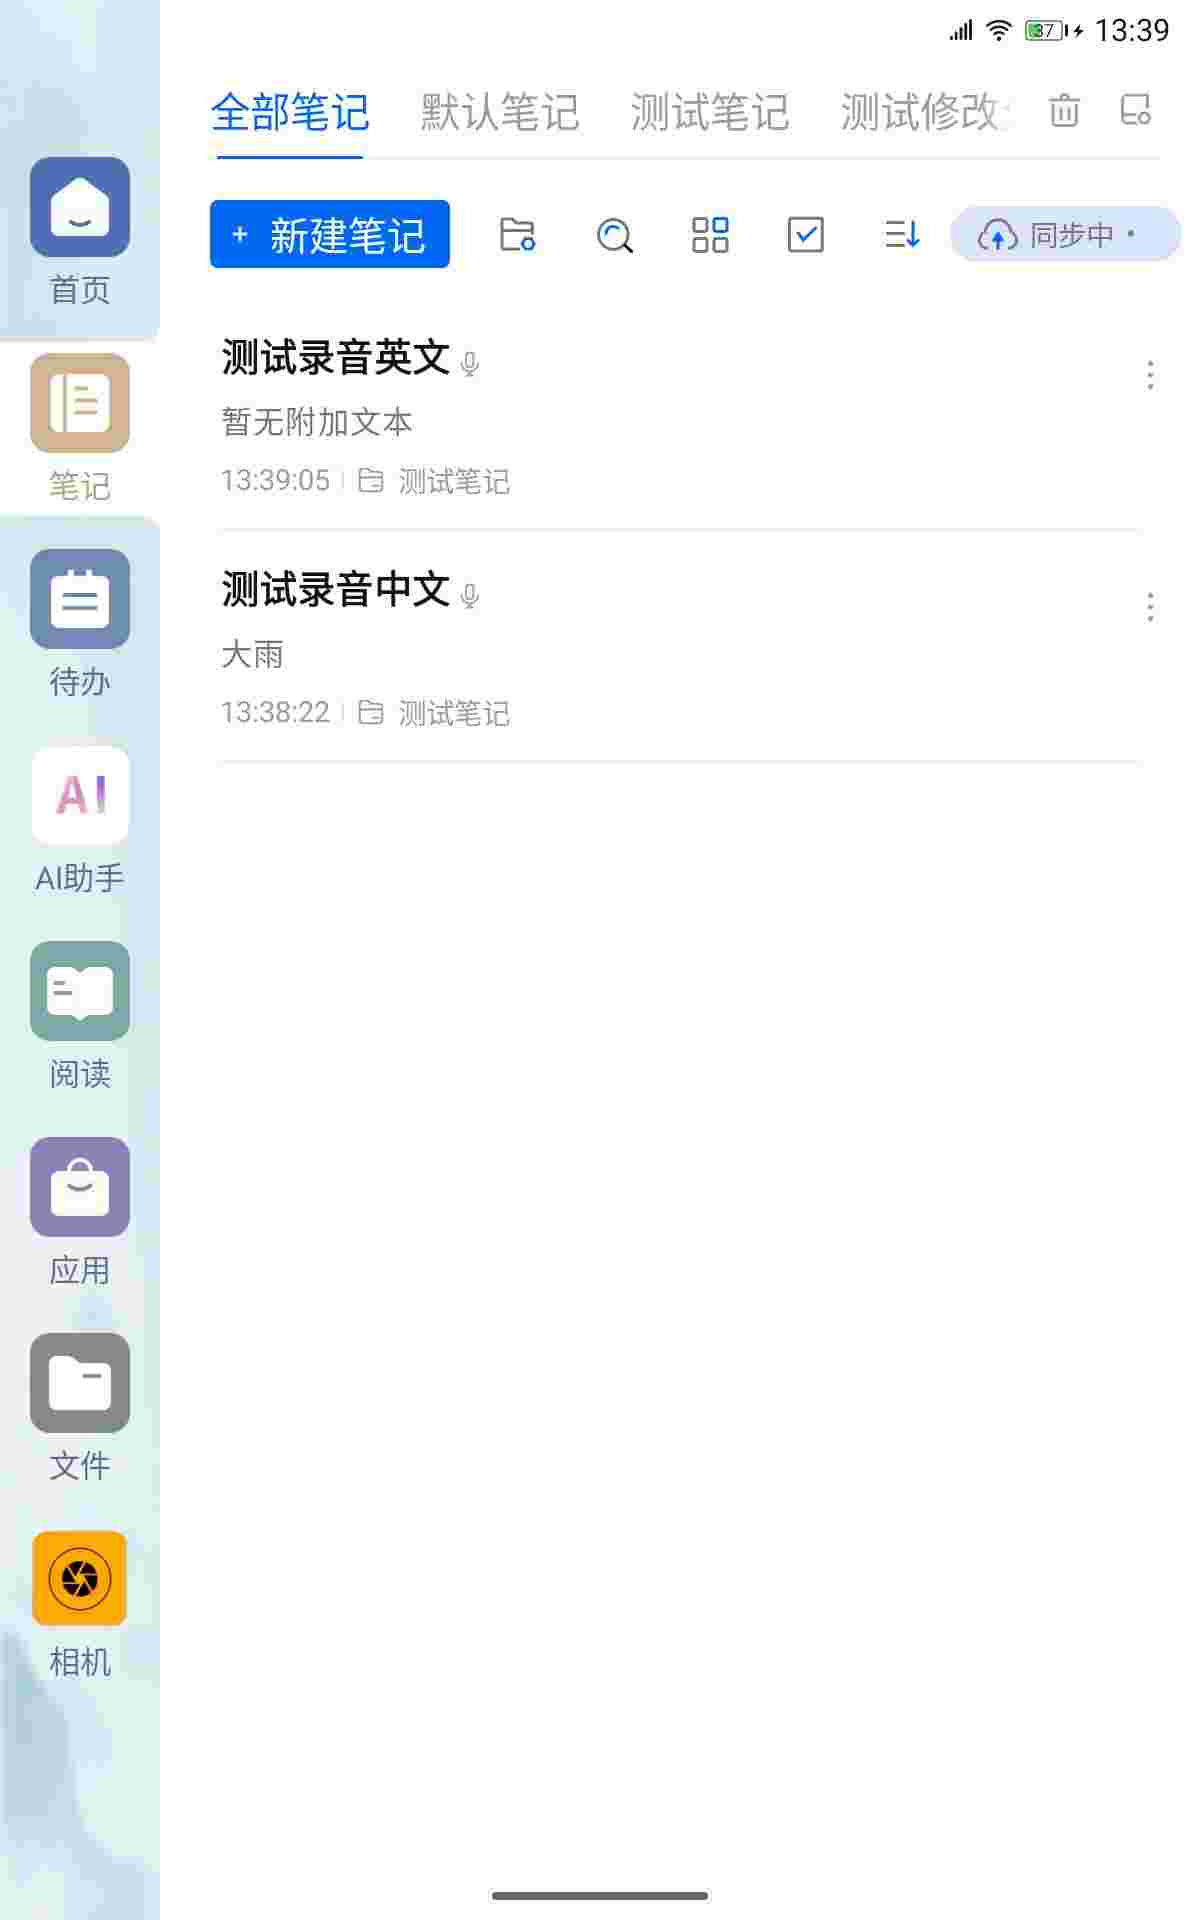 37 13:39
全部笔记 默认笔记 测试笔记 测试修改
+ 新建笔记 同步中
首页
笔记
待办
AI
AI助手
阅读
应用
文件
相机
测试录音英文
暂无附加文本
13:39:05 测试笔记
测试录音中文
大雨
13:38:22 测试笔记